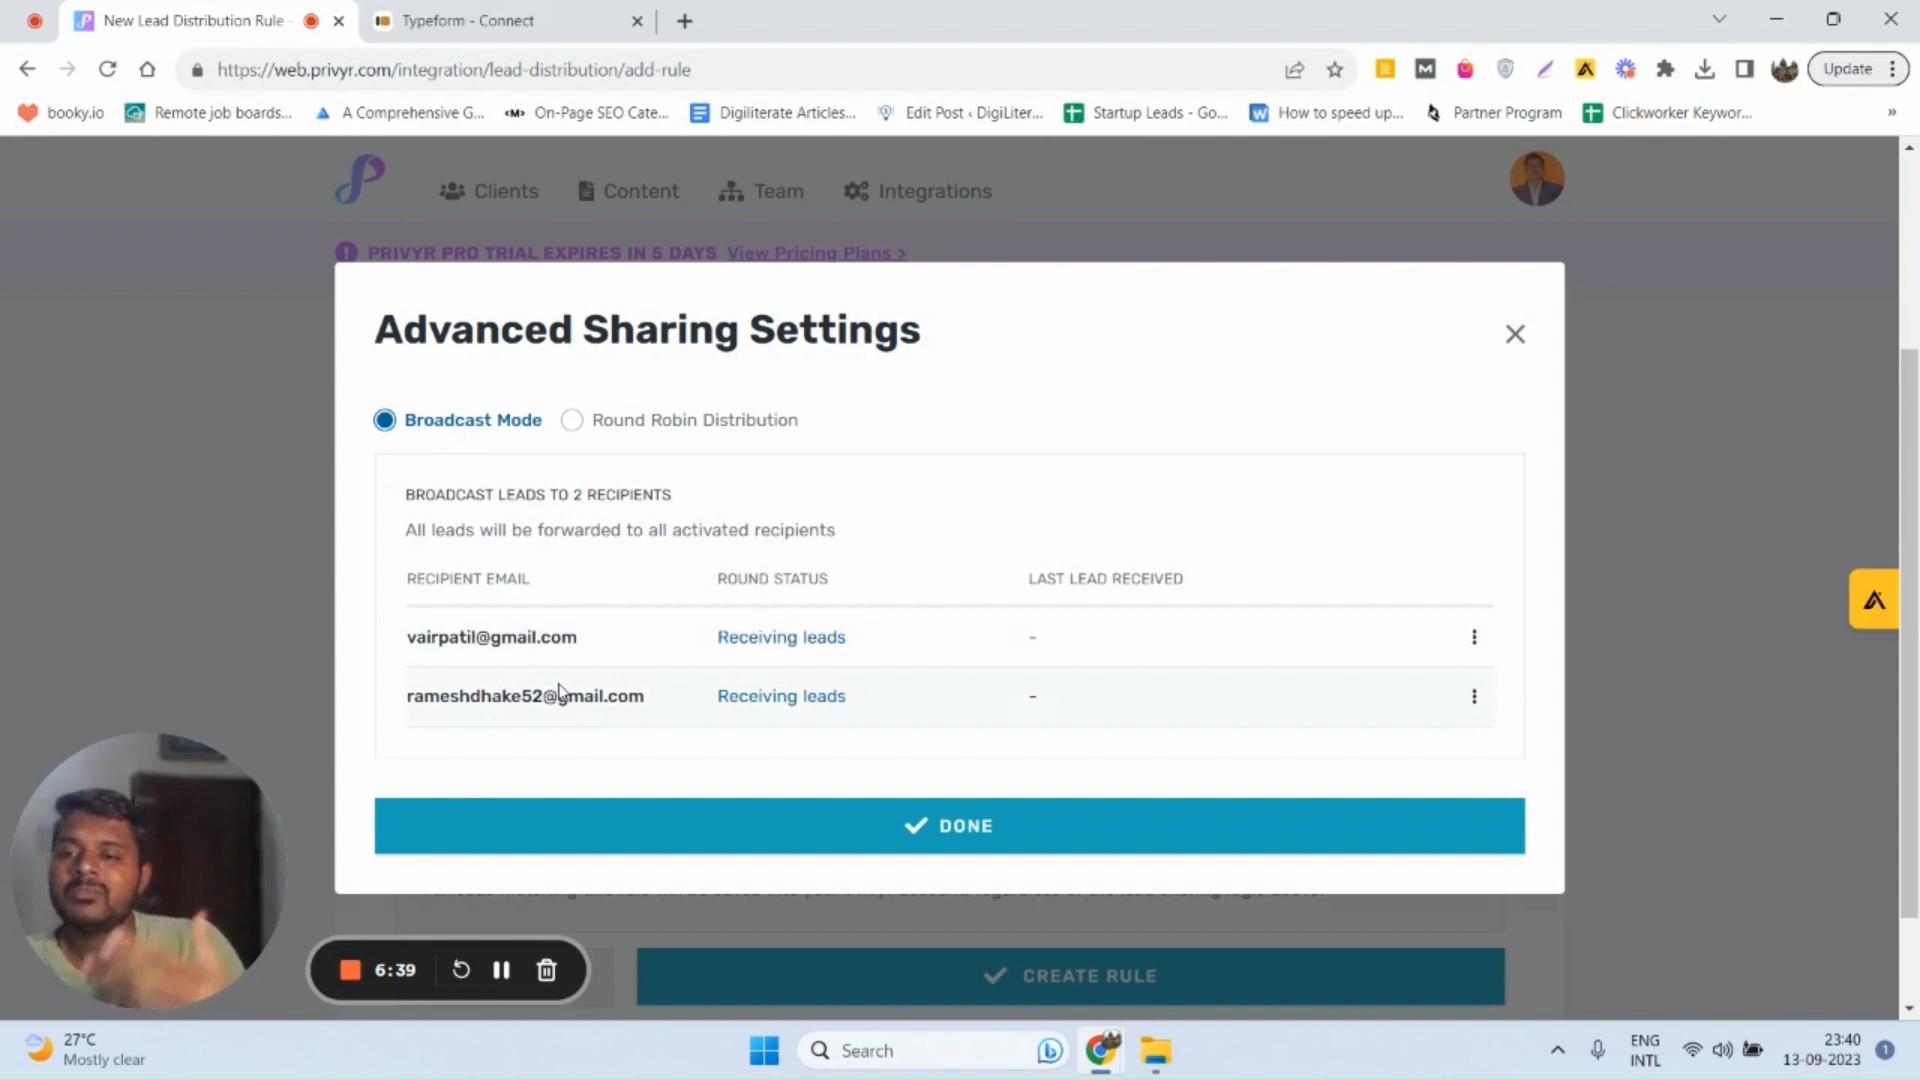 New Lead Distribution Rule -
Typeform - Connect
https://web.privyr.com/integration/lead-distribution/add-rule
Update
booky.io
Remote job boards...
A Comprehensive G...
On-Page SEO Cate...
Digiliterate Articles...
Edit Post ‹ DigiLiter...
Startup Leads - Go...
How to speed up...
Partner Program
Clickworker Keywor...
»
Clients
Content
Team
Integrations
PRIVYR PRO TRIAL EXPIRES IN 5 DAYS View Pricing Plans >
Advanced Sharing Settings
Broadcast Mode
Round Robin Distribution
BROADCAST LEADS TO 2 RECIPIENTS
All leads will be forwarded to all activated recipients
RECIPIENT EMAIL
ROUND STATUS
LAST LEAD RECEIVED
vairpatil@gmail.com
Receiving leads
-
rameshdhake52@gmail.com
Receiving leads
-
DONE
6:39
CREATE RULE
27°C
Mostly clear
Search
ENG
INTL
23:40
13-09-2023
1